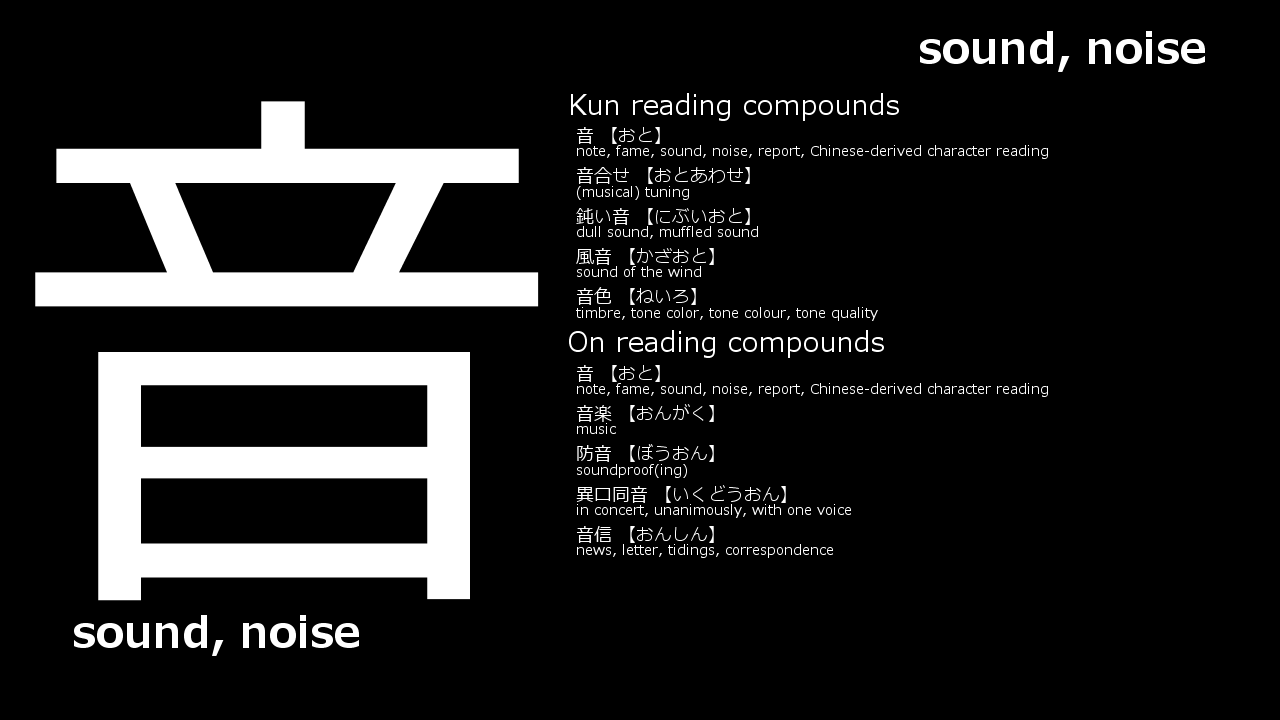 sound, noise
音
Kun reading compounds
音 【おと】
note, fame, sound, noise, report, Chinese-derived character reading
音合せ 【おとあわせ】
(musical) tuning
鈍い音 【にぶいおと】
dull sound, muffled sound
風音 【かざおと】
sound of the wind
音色 【ねいろ】
timbre, tone color, tone colour, tone quality
On reading compounds
音 【おと】
note, fame, sound, noise, report, Chinese-derived character reading
音楽 【おんがく】
music
防音 【ぼうおん】
soundproof(ing)
異口同音 【いくどうおん】
in concert, unanimously, with one voice
音信 【おんしん】
news, letter, tidings, correspondence
sound, noise